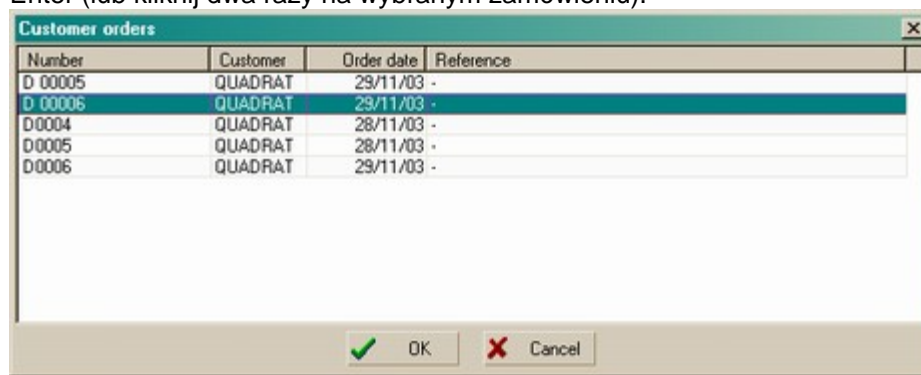 Enter (lub kliknij dwa razy na wybranym zamówieniu).
Customer orders
Number Customer Order date Reference
D 00005 QUADRAT 29/11/03 -
D 00006 QUADRAT 29/11/03 -
D0004 QUADRAT 28/11/03 -
D0005 QUADRAT 28/11/03 -
D0006 QUADRAT 29/11/03 -
OK Cancel